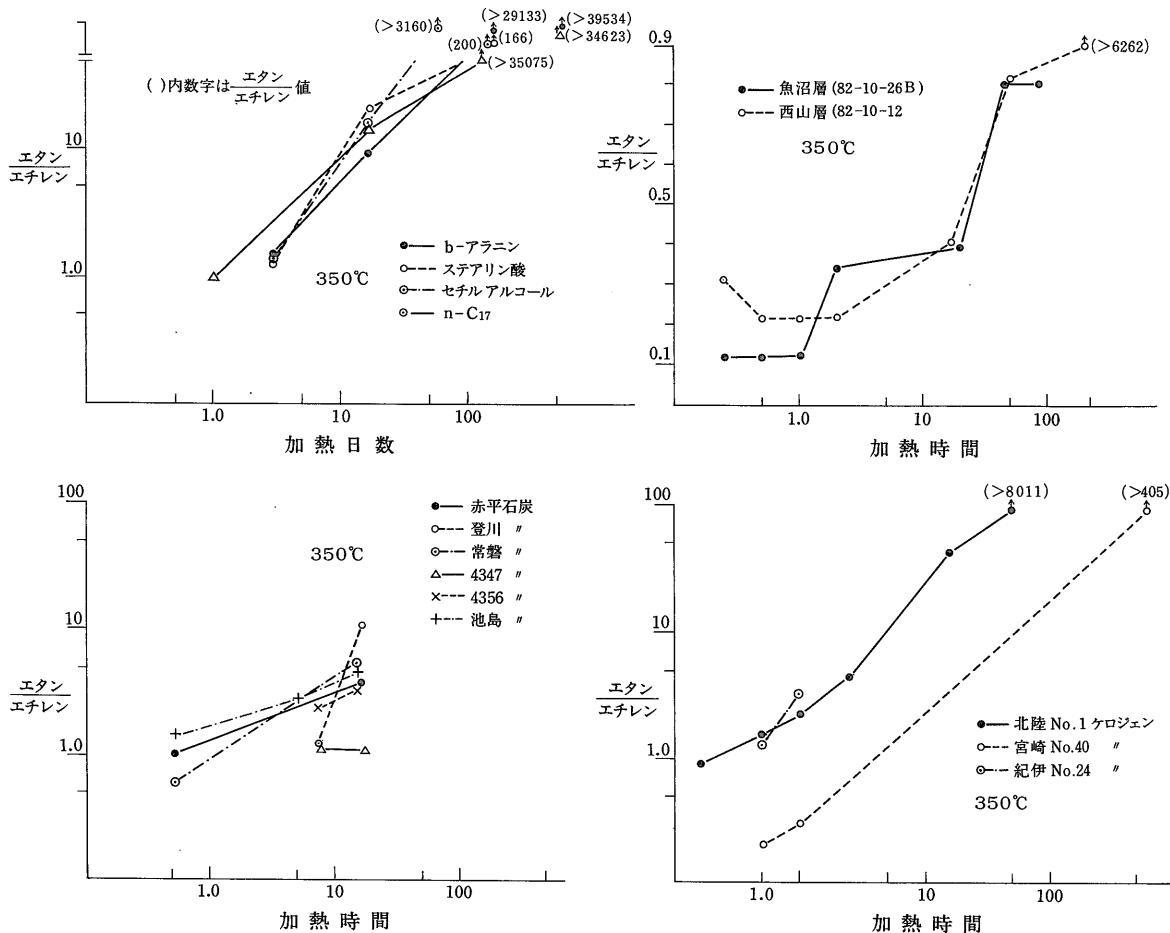 (>3160)
(>29133)
(>39534)
(200)
(166)
(>34623)
(>35075)
( )内数字は エタン/エチレン 値
10
エタン
エチレン
1.0
350℃
b-アラニン
ステアリン酸
セチルアルコール
n-C₁₇
1.0 10 100
加熱日数
0.9
(>6262)
魚沼層(82-10-26B)
西山層(82-10-12
350℃
エタン
エチレン
0.5
0.1
1.0 10 100
加熱時間
100
赤平石炭
登川 〃
常磐 〃
4347 〃
4356 〃
池島 〃
350℃
10
エタン
エチレン
1.0
1.0 10 100
加熱時間
100
(>8011)
(>405)
10
エタン
エチレン
1.0
北陸 No.1 ケロジェン
宮崎 No.40 〃
紀伊 No.24 〃
350℃
1.0 10 100
加熱時間